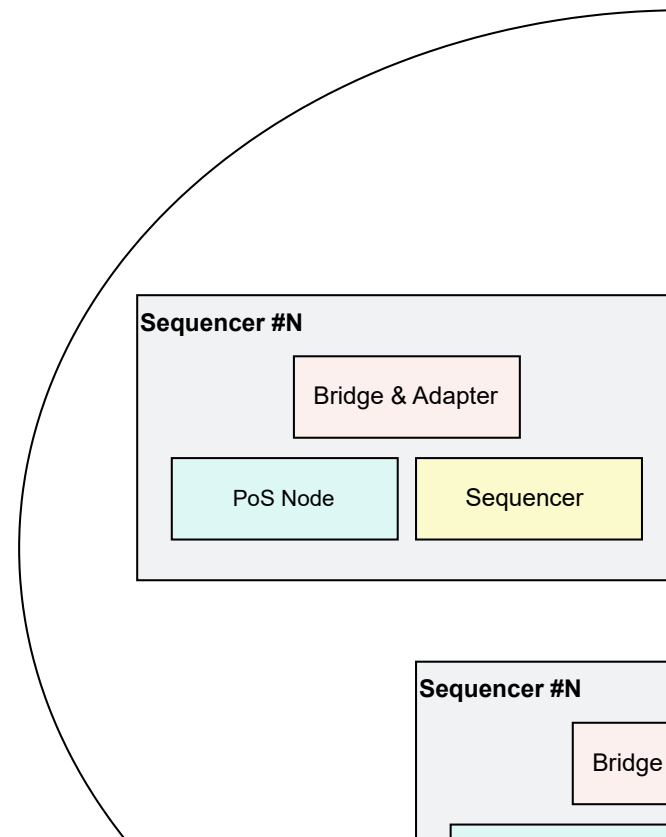 Sequencer #N
Bridge & Adapter
PoS Node
Sequencer
Sequencer #N
Bridge